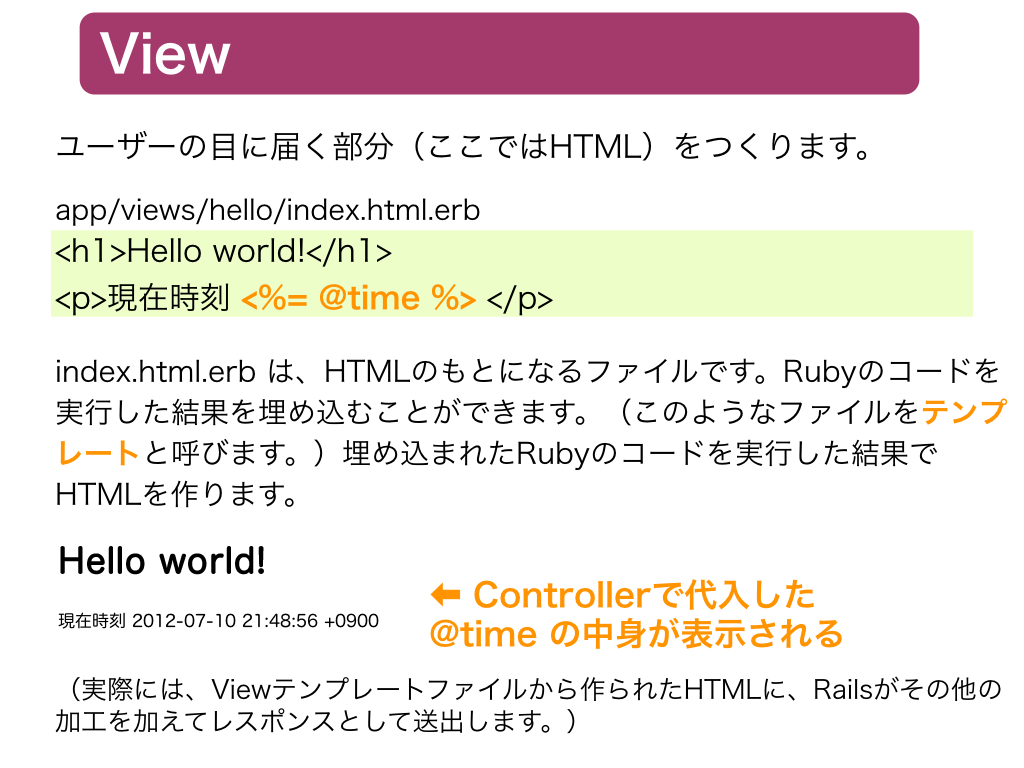 View
ユーザーの目に届く部分（ここではHTML）をつくります。
app/views/hello/index.html.erb
<h1>Hello world!</h1>
<p>現在時刻 <%= @time %> </p>
index.html.erb は、HTMLのもとになるファイルです。Rubyのコードを
実行した結果を埋め込むことができます。（このようなファイルをテンプ
レートと呼びます。）埋め込まれたRubyのコードを実行した結果で
HTMLを作ります。
Hello world!
現在時刻 2012-07-10 21:48:56 +0900
⬅ Controllerで代入した
@time の中身が表示される
（実際には、Viewテンプレートファイルから作られたHTMLに、Railsがその他の
加工を加えてレスポンスとして送出します。）